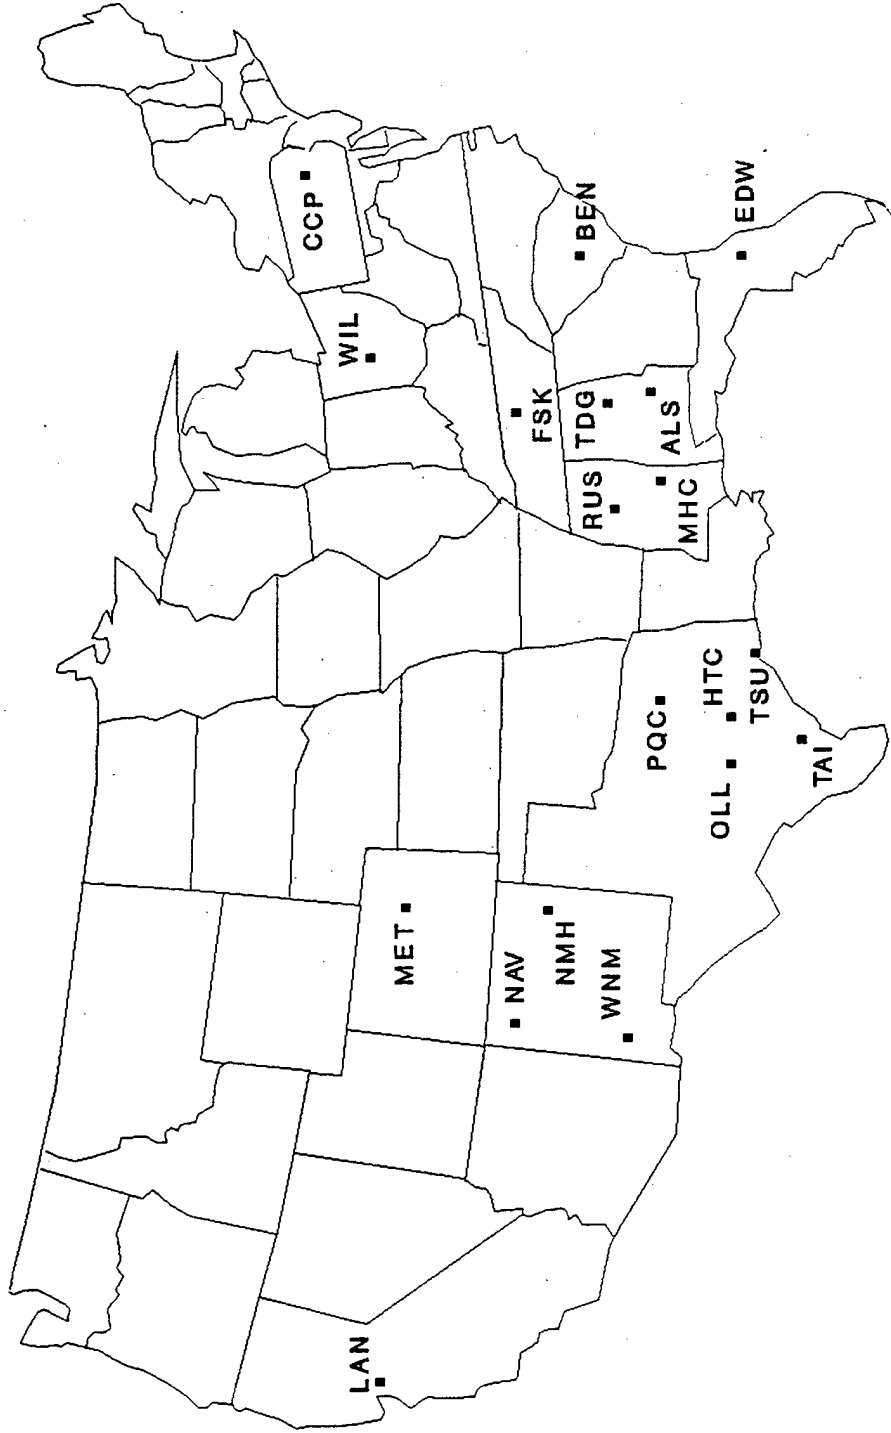 CCP
WIL
BEN
EDW
FSK
TDG
ALS
RUS
MHC
HTC
TSU
PQC
OLL
TAI
MET
NAV
NMH
WNM
LAN